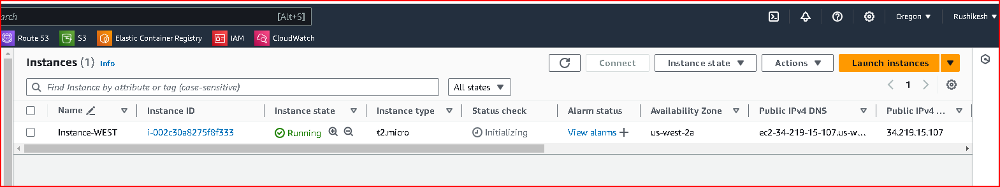 arch [Alt+S] Oregon ▼ Rushikesh ▼
Route 53 S3 Elastic Container Registry IAM CloudWatch
Instances (1) Info Connect Instance state ▼ Actions ▼ Launch instances ▼
Find Instance by attribute or tag (case-sensitive) All states ▼ 1
Name Instance ID Instance state Instance type Status check Alarm status Availability Zone Public IPv4 DNS Public IPv4 ...
Instance-WEST i-002c30a8275f8f333 Running t2.micro Initializing View alarms + us-west-2a ec2-34-219-15-107.us-w... 34.219.15.107